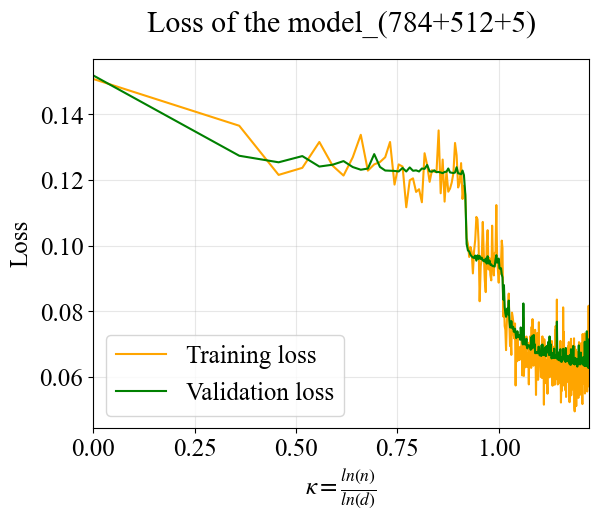 Loss of the model_(784+512+5)
0.14
0.12
0.10
0.08
0.06
Loss
Training loss
Validation loss
0.00 0.25 0.50 0.75 1.00
κ = ln(n)/ln(d)